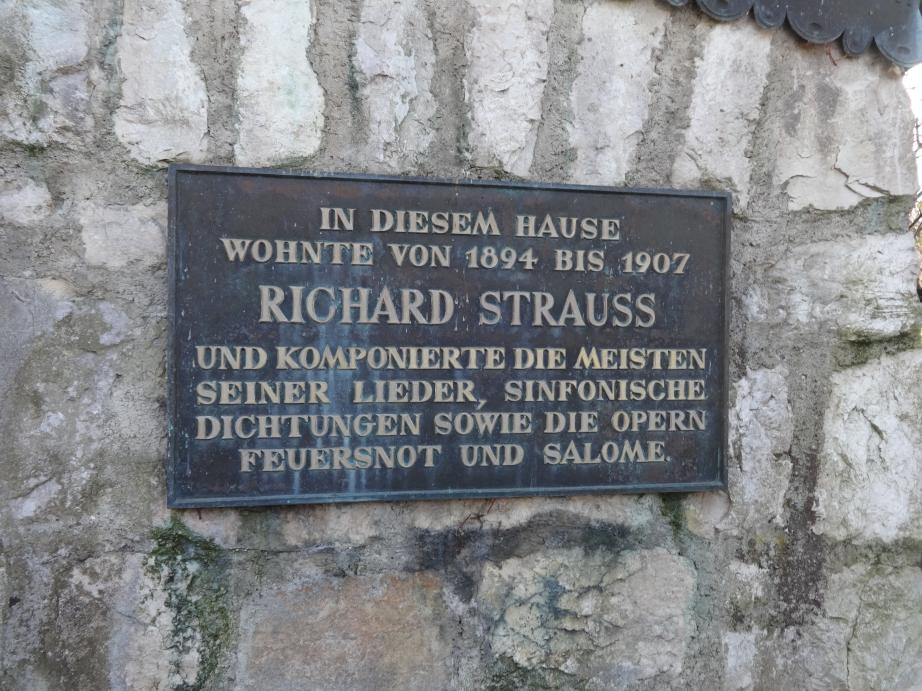 IN DIESEM HAUSE
WOHNTE VON 1894 BIS 1907
RICHARD STRAUSS
UND KOMPONIERTE DIE MEISTEN
SEINER LIEDER, SINFONISCHE
DICHTUNGEN SOWIE DIE OPERN
FEUERSNOT UND SALOME.